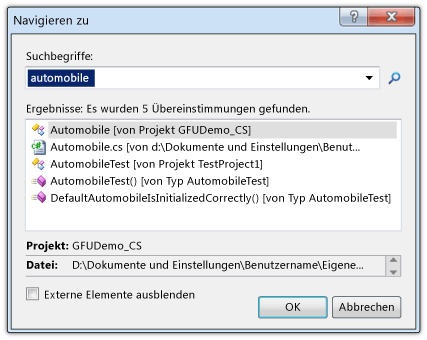 Navigieren zu
Suchbegriffe:
automobile
Ergebnisse: Es wurden 5 Übereinstimmungen gefunden.
Automobile [von Projekt GFUDemo_CS]
Automobile.cs [von d:\Dokumente und Einstellungen\Benut...
AutomobileTest [von Projekt TestProject1]
AutomobileTest() [von Typ AutomobileTest]
DefaultAutomobileIsInitializedCorrectly() [von Typ AutomobileTest]
Projekt: GFUDemo_CS
Datei: D:\Dokumente und Einstellungen\Benutzername\Eigene...
Externe Elemente ausblenden
OK Abbrechen